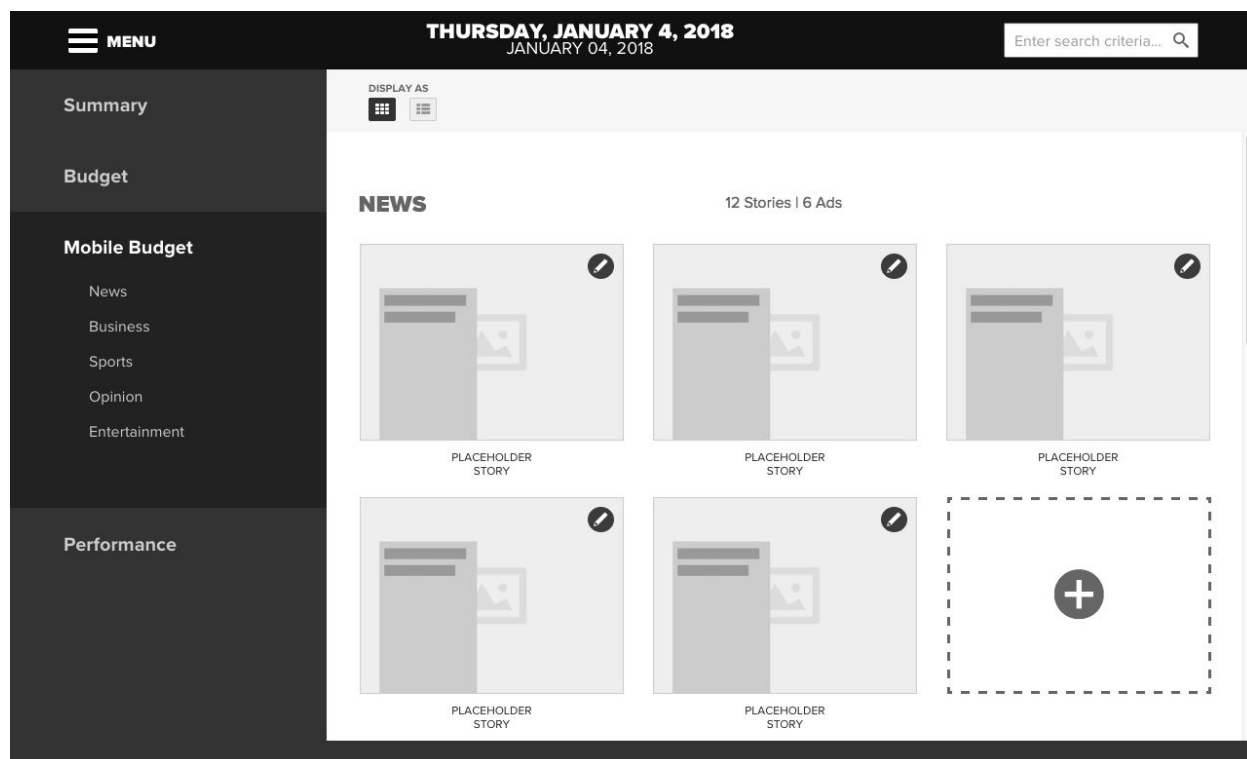 MENU
THURSDAY, JANUARY 4, 2018
JANUARY 04, 2018
Enter search criteria...
Summary
Budget
Mobile Budget
News
Business
Sports
Opinion
Entertainment
Performance
DISPLAY AS
NEWS
12 Stories | 6 Ads
PLACEHOLDER
STORY
PLACEHOLDER
STORY
PLACEHOLDER
STORY
PLACEHOLDER
STORY
PLACEHOLDER
STORY